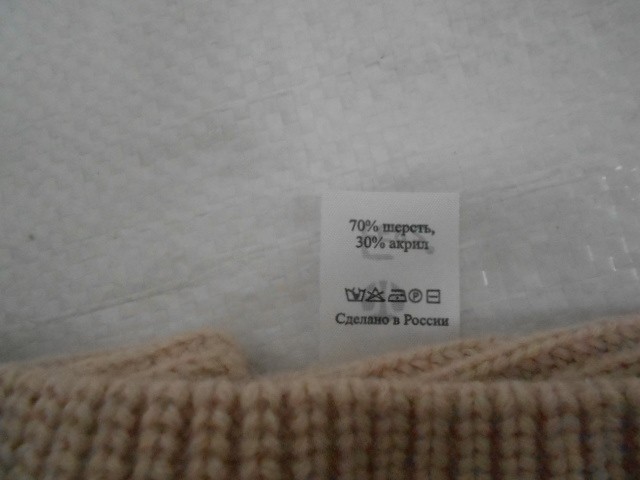 70% шерсть,
30% акрил
Сделано в России